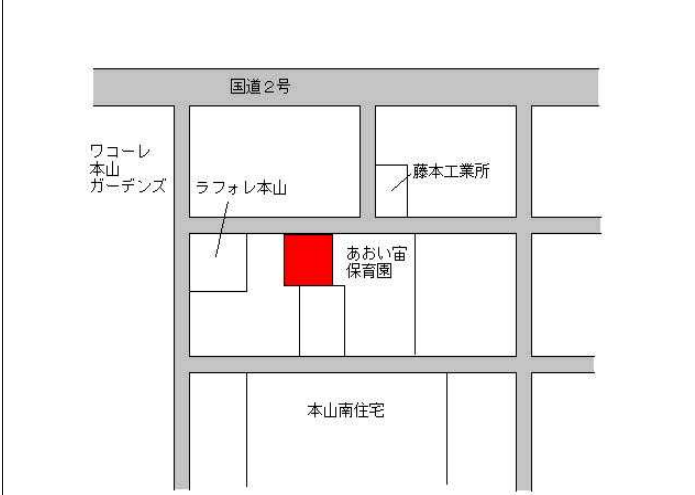 国道２号
ワコーレ
本山
ガーデンズ
ラフォレ本山
藤本工業所
あおい宙
保育園
本山南住宅